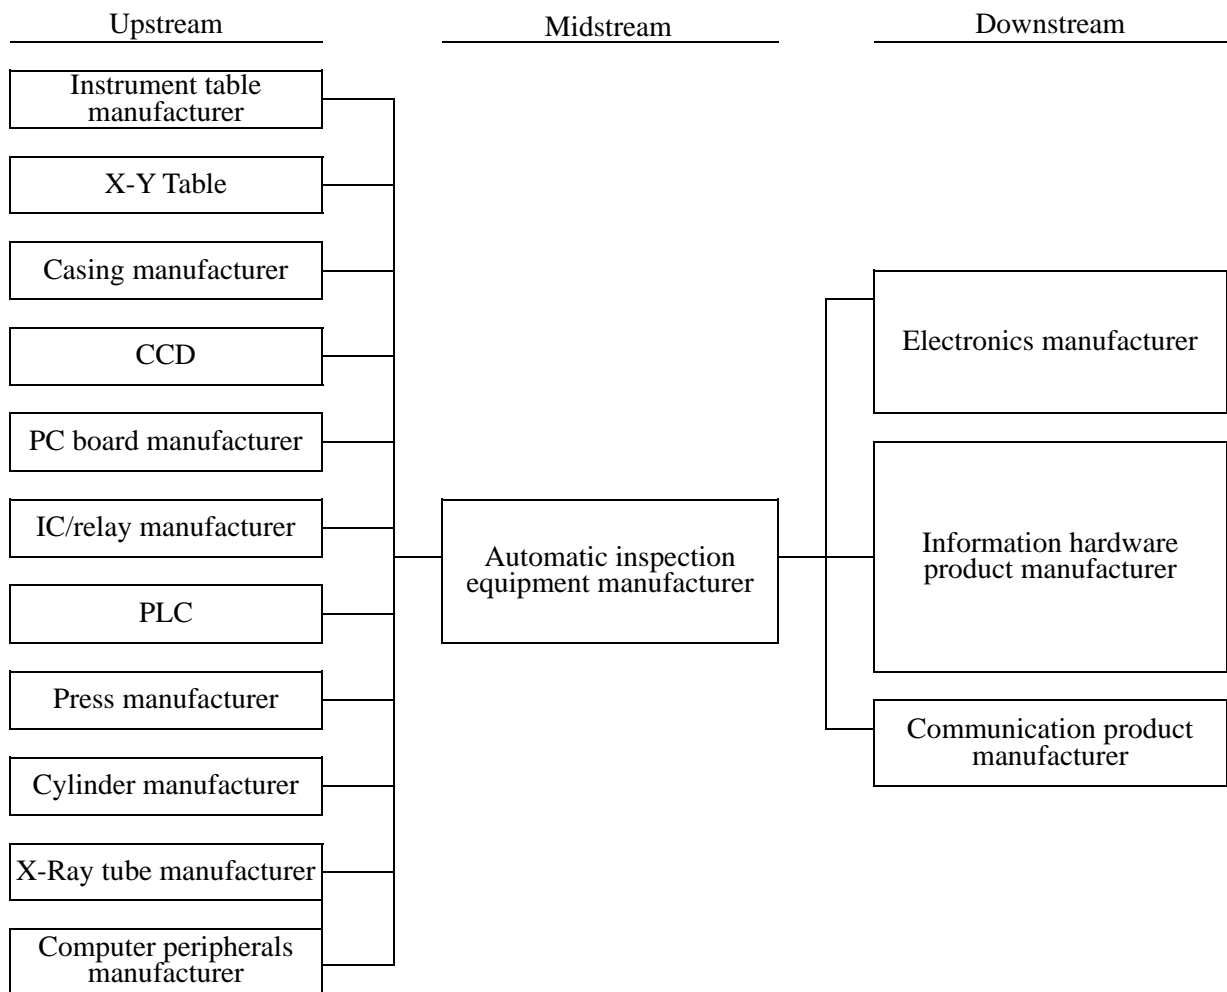 Upstream
Midstream
Downstream
Instrument table
manufacturer
X-Y Table
Casing manufacturer
CCD
PC board manufacturer
IC/relay manufacturer
PLC
Press manufacturer
Cylinder manufacturer
X-Ray tube manufacturer
Computer peripherals
manufacturer
Automatic inspection
equipment manufacturer
Electronics manufacturer
Information hardware
product manufacturer
Communication product
manufacturer